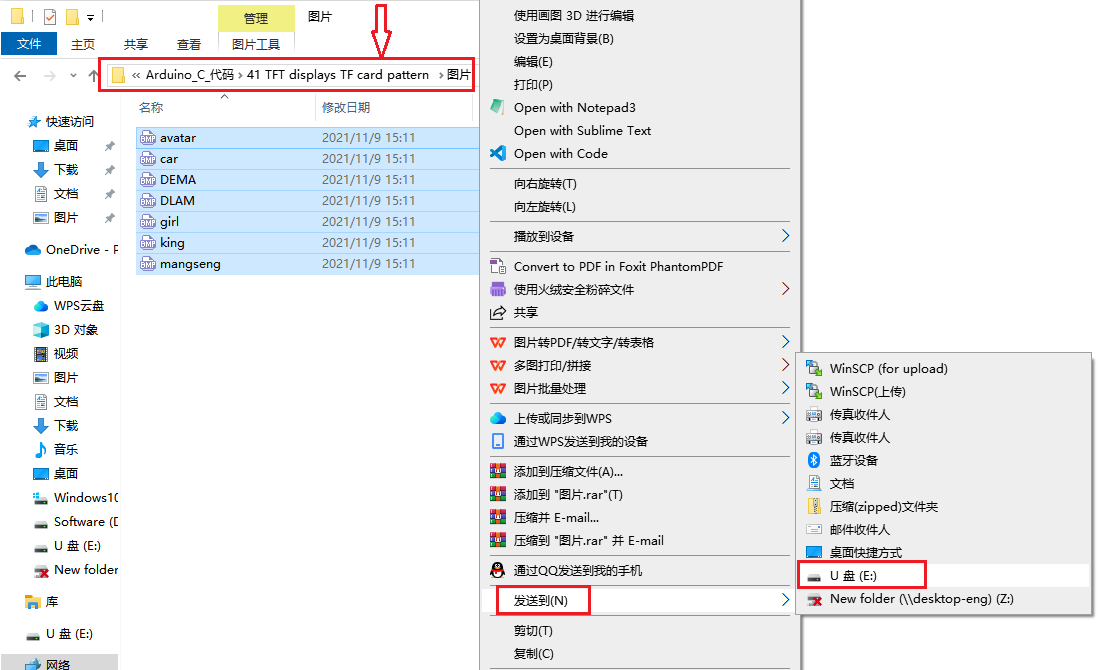 管理
图片
文件
主页
共享
查看
图片工具
« Arduino_C_代码 › 41 TFT displays TF card pattern › 图片
名称
修改日期
快速访问
桌面
下载
文档
图片
OneDrive - P
此电脑
WPS云盘
3D 对象
视频
图片
文档
下载
音乐
桌面
Windows10
Software (D
U 盘 (E:)
New folder
库
U 盘 (E:)
网络
BMP avatar 2021/11/9 15:11
BMP car 2021/11/9 15:11
BMP DEMA 2021/11/9 15:11
BMP DLAM 2021/11/9 15:11
BMP girl 2021/11/9 15:11
BMP king 2021/11/9 15:11
BMP mangseng 2021/11/9 15:11
使用画图 3D 进行编辑
设置为桌面背景(B)
编辑(E)
打印(P)
Open with Notepad3
Open with Sublime Text
Open with Code
向右旋转(T)
向左旋转(L)
播放到设备
Convert to PDF in Foxit PhantomPDF
使用火绒安全粉碎文件
共享
图片转PDF/转文字/转表格
多图打印/拼接
图片批量处理
上传或同步到WPS
通过WPS发送到我的设备
添加到压缩文件(A)...
添加到 "图片.rar"(T)
压缩并 E-mail...
压缩到 "图片.rar" 并 E-mail
通过QQ发送到我的手机
发送到(N)
剪切(T)
复制(C)
WinSCP (for upload)
WinSCP(上传)
传真收件人
传真收件人
蓝牙设备
文档
压缩(zipped)文件夹
邮件收件人
桌面快捷方式
U 盘 (E:)
New folder (\\desktop-eng) (Z:)